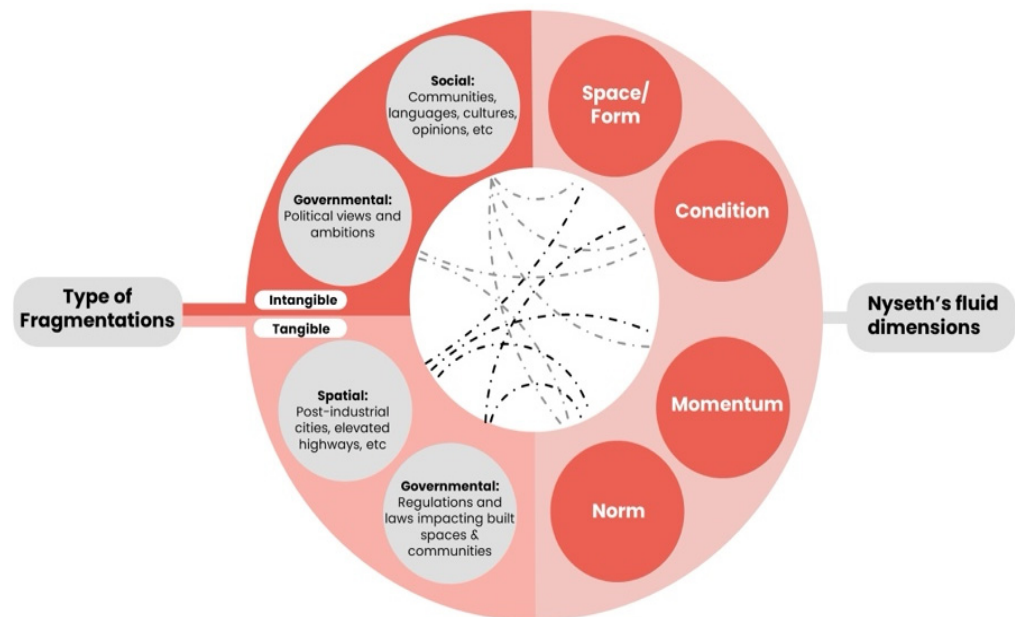 Type of
Fragmentations
Social:
Communities,
languages, cultures,
opinions, etc
Governmental:
Political views and
ambitions
Intangible
Tangible
Spatial:
Post-industrial
cities, elevated
highways, etc
Governmental:
Regulations and
laws impacting built
spaces &
communities
Space/
Form
Condition
Momentum
Norm
Nyseth’s fluid
dimensions